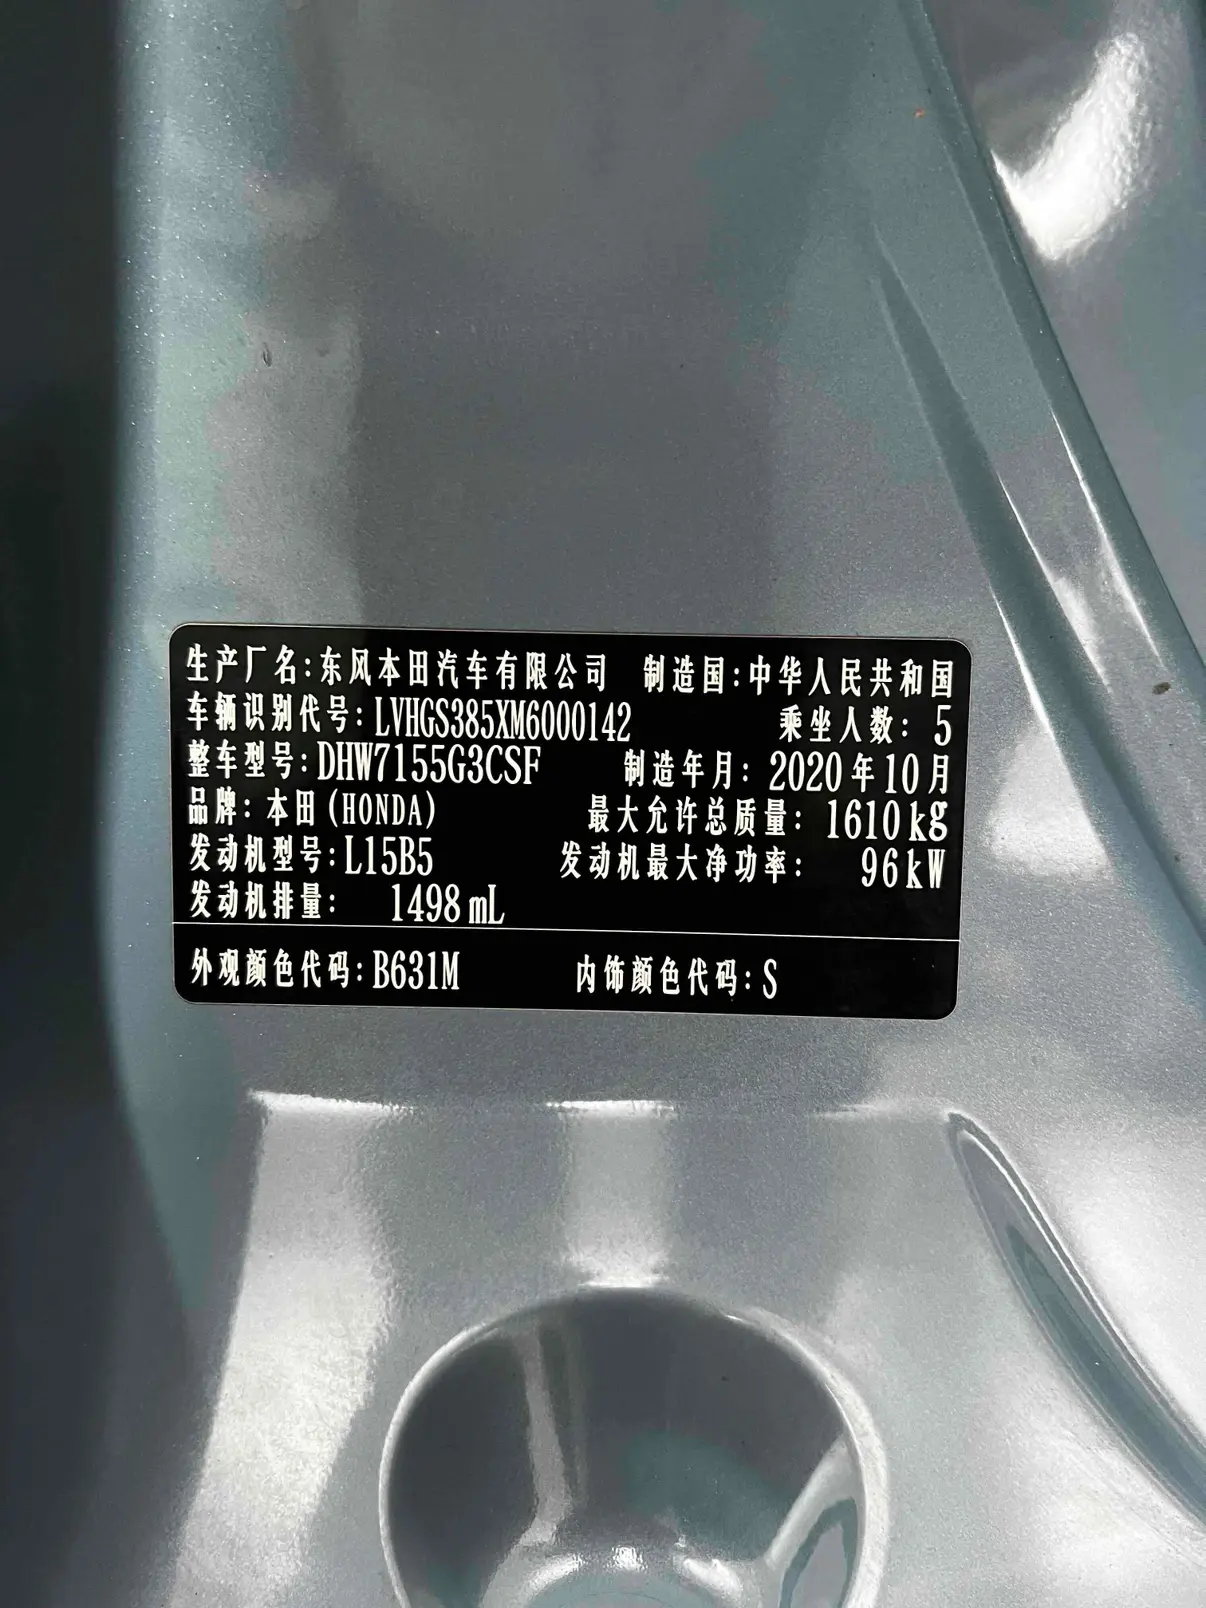 生产厂名:东风本田汽车有限公司 制造国:中华人民共和国
车辆识别代号:LVHGS385XM6000142 乘坐人数: 5
整车型号:DHW7155G3CSF 制造年月: 2020年10月
品牌: 本田(HONDA) 最大允许总质量: 1610kg
发动机型号:L15B5 发动机最大净功率: 96kW
发动机排量: 1498mL
外观颜色代码:B631M 内饰颜色代码:S